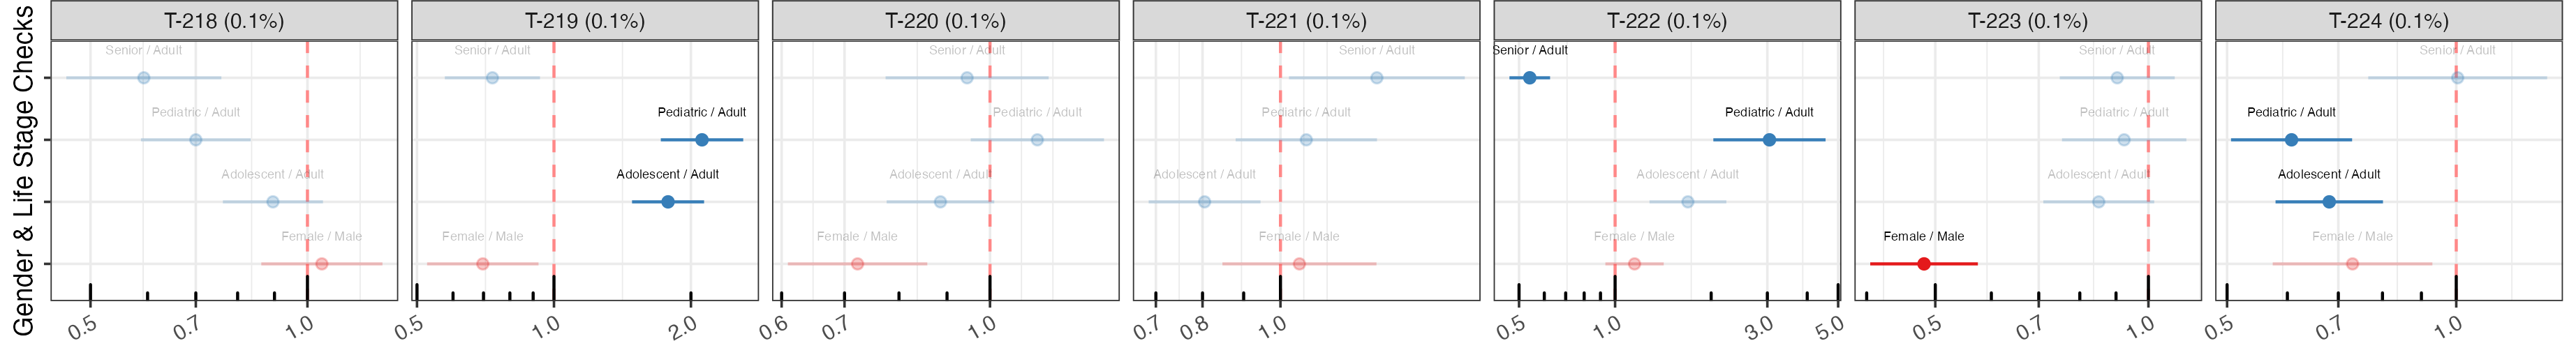 Gender & Life Stage Checks
T-218 (0.1%)
Senior / Adult
Pediatric / Adult
Adolescent / Adult
Female / Male
0.5 0.7 1.0
T-219 (0.1%)
Senior / Adult
Pediatric / Adult
Adolescent / Adult
Female / Male
0.5 1.0 2.0
T-220 (0.1%)
Senior / Adult
Pediatric / Adult
Adolescent / Adult
Female / Male
0.6 0.7 1.0
T-221 (0.1%)
Senior / Adult
Pediatric / Adult
Adolescent / Adult
Female / Male
0.7 0.8 1.0
T-222 (0.1%)
Senior / Adult
Pediatric / Adult
Adolescent / Adult
Female / Male
0.5 1.0 3.0 5.0
T-223 (0.1%)
Senior / Adult
Pediatric / Adult
Adolescent / Adult
Female / Male
0.5 0.7 1.0
T-224 (0.1%)
Senior / Adult
Pediatric / Adult
Adolescent / Adult
Female / Male
0.5 0.7 1.0